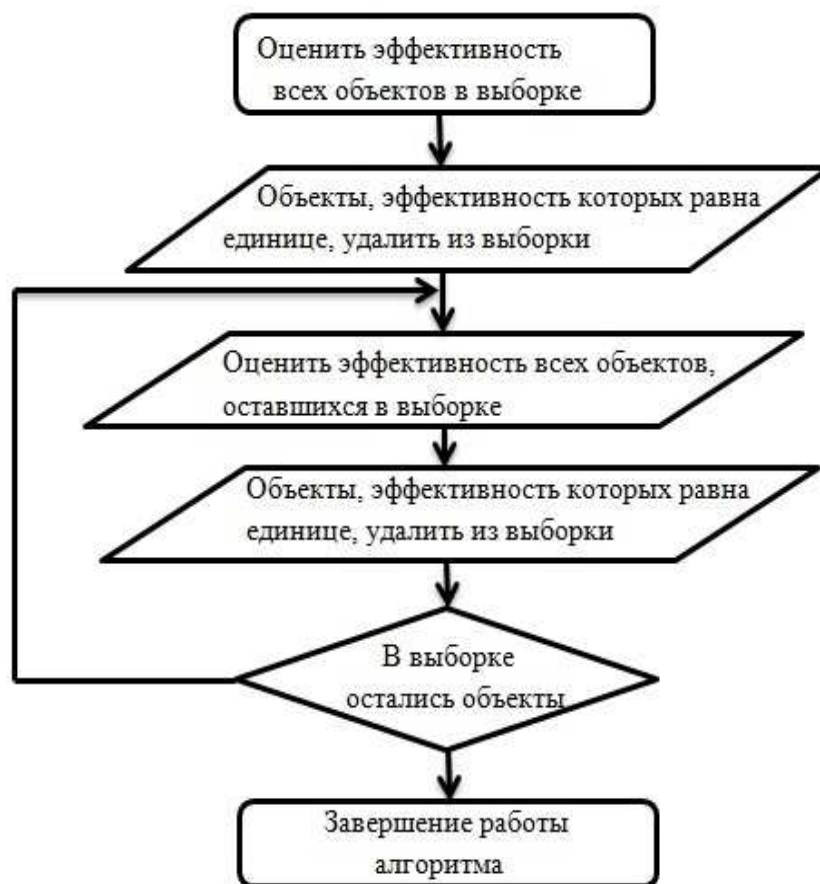 Оценить эффективность
всех объектов в выборке
Объекты, эффективность которых равна
единице, удалить из выборки
Оценить эффективность всех объектов,
оставшихся в выборке
Объекты, эффективность которых равна
единице, удалить из выборки
В выборке
остались объекты
Завершение работы
алгоритма